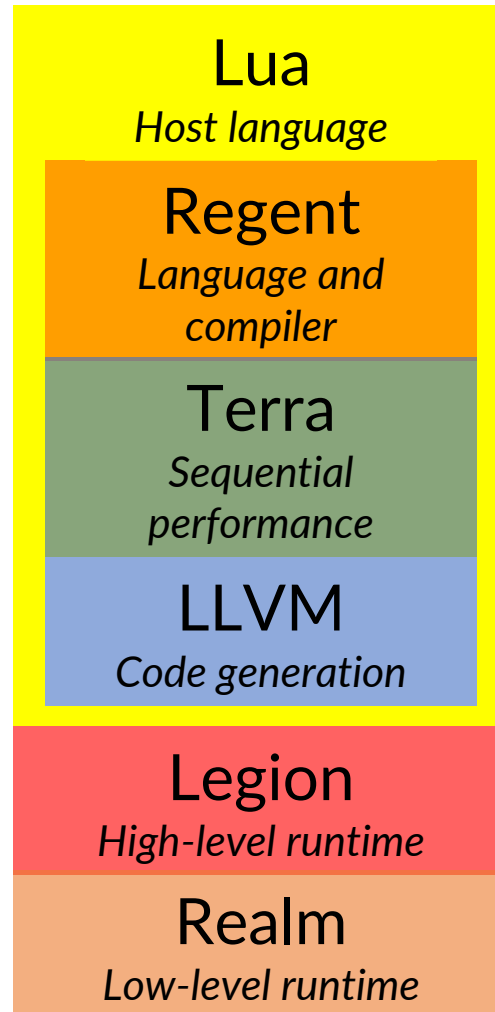 Lua
Host language
Regent
Language and
compiler
Terra
Sequential
performance
LLVM
Code generation
Legion
High-level runtime
Realm
Low-level runtime